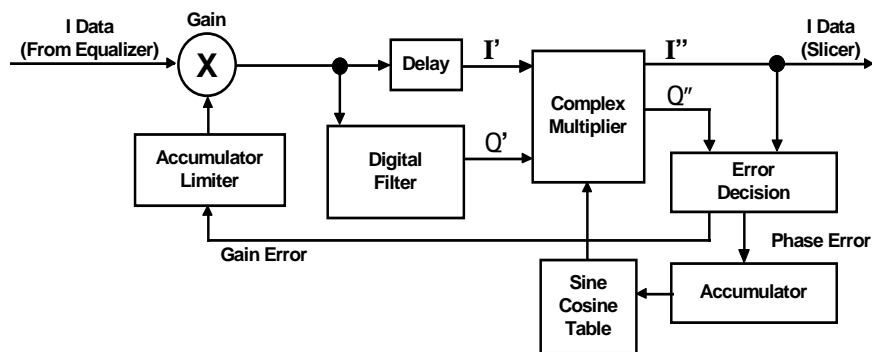 I Data
(From Equalizer)
Gain
X
Delay
I'
I''
I Data
(Slicer)
Complex
Multiplier
Q''
Accumulator
Limiter
Digital
Filter
Q'
Error
Decision
Gain Error
Phase Error
Sine
Cosine
Table
Accumulator